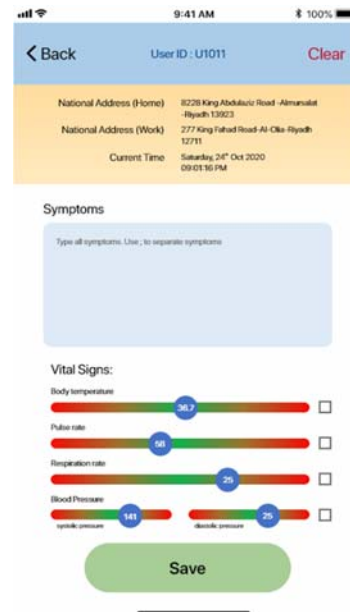 9:41 AM
100%
Back
User ID : U1011
Clear
National Address (Home)
8228 King Abdulaziz Road -Almursalat
-Riyadh 13923
National Address (Work)
277 King Fahad Road-Al-Olia-Riyadh
12711
Current Time
Saturday, 24th Oct 2020
09:01:16 PM
Symptoms
Type all symptoms. Use , to separate symptoms
Vital Signs:
Body temperature
36.7
Pulse rate
58
Respiration rate
25
Blood Pressure
141
25
systolic pressure
diastolic pressure
Save